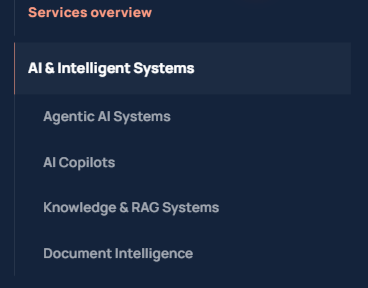 Services overview
AI & Intelligent Systems
Agentic AI Systems
AI Copilots
Knowledge & RAG Systems
Document Intelligence